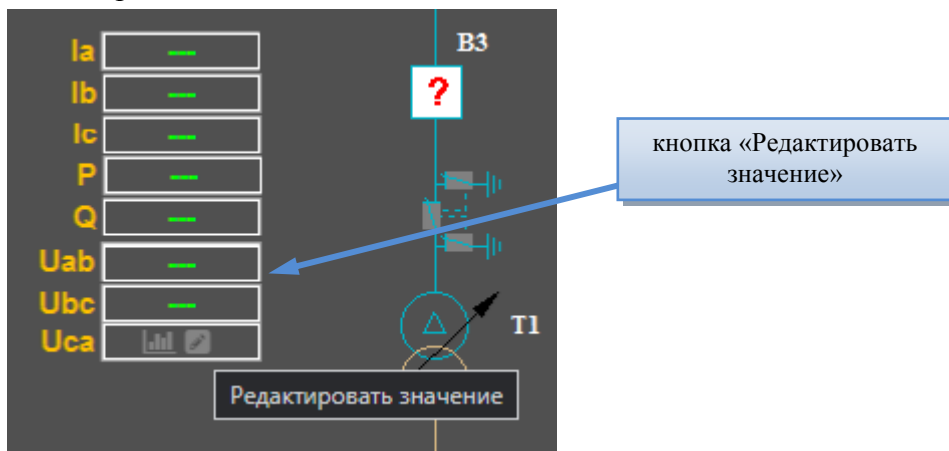 Ia ---
Ib ---
Ic ---
P ---
Q ---
Uab ---
Ubc ---
Uca
B3
?
T1
Редактировать значение
кнопка «Редактировать
значение»